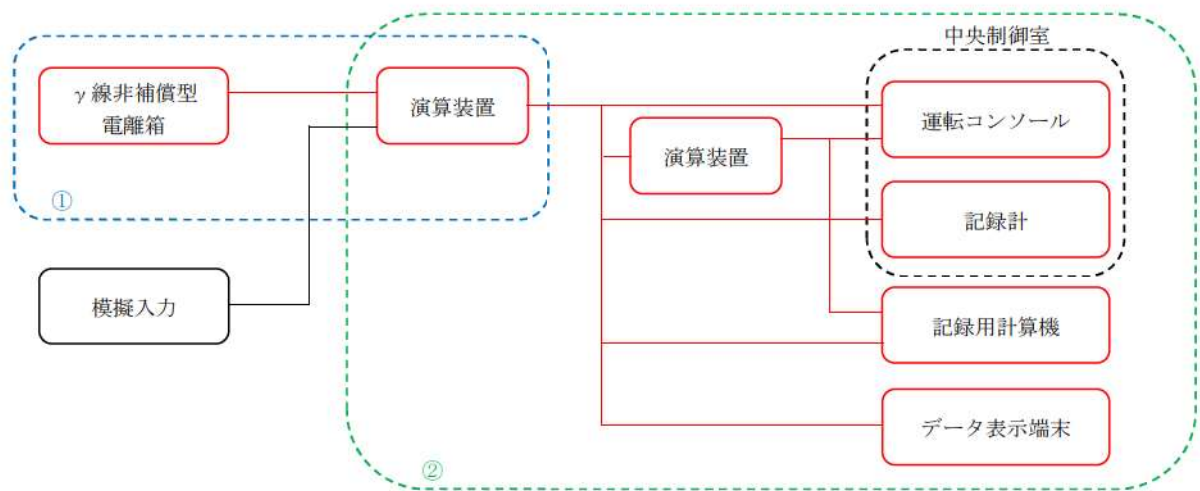 中央制御室
γ線非補償型
電離箱
演算装置
運転コンソール
演算装置
①
記録計
模擬入力
記録用計算機
データ表示端末
②